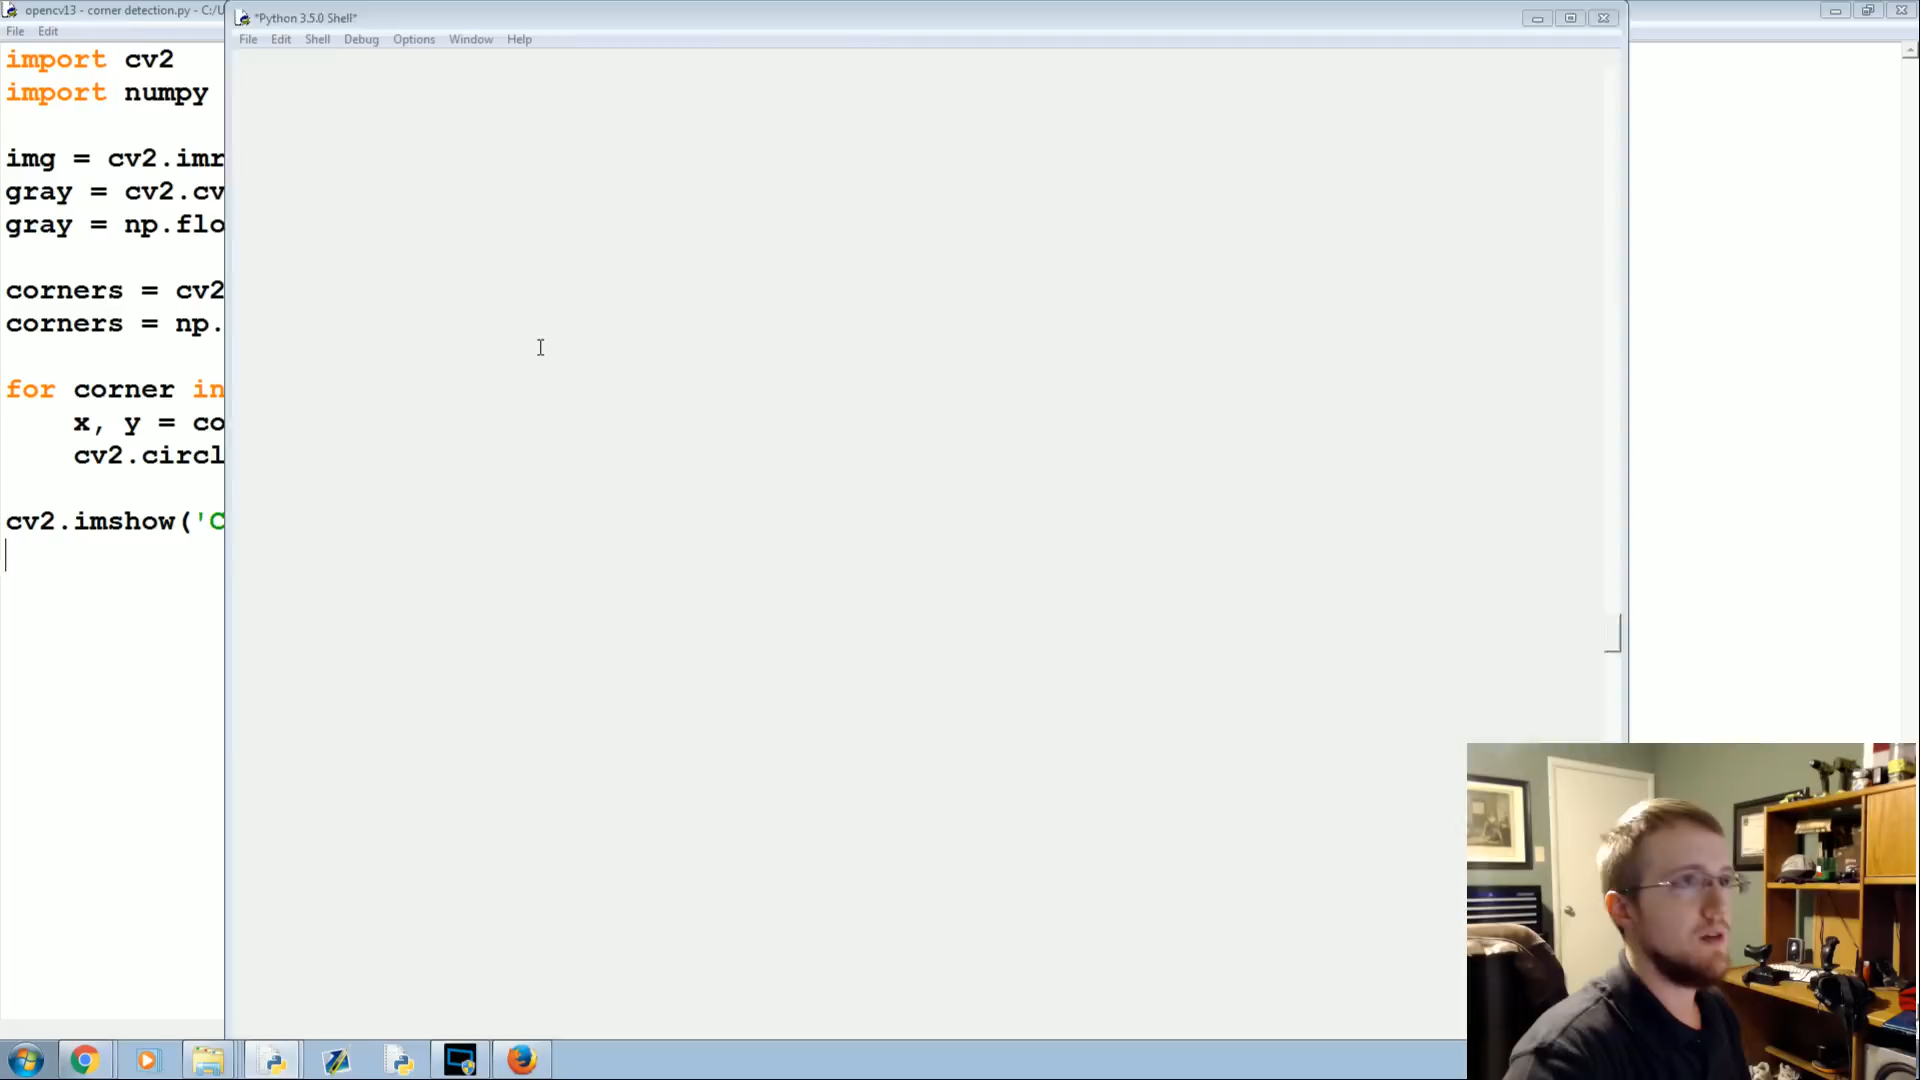 opencv13 - corner detection.py - C:/U
File Edit
*Python 3.5.0 Shell*
File Edit Shell Debug Options Window Help
import cv2
import numpy
img = cv2.imr
gray = cv2.cv
gray = np.flo
corners = cv2
corners = np.
for corner in
x, y = co
cv2.circl
cv2.imshow('C